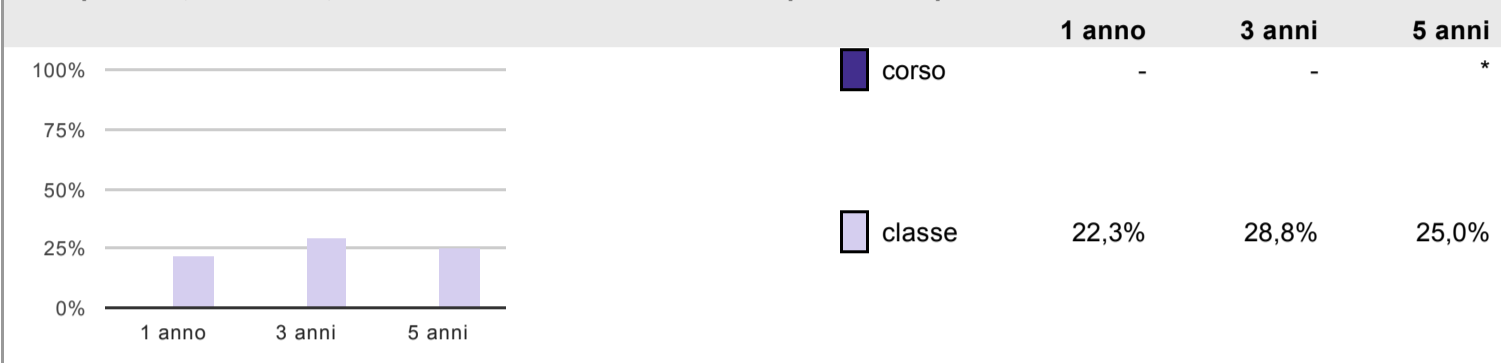 1 anno 3 anni 5 anni
100%
75%
50%
25%
0%
1 anno 3 anni 5 anni
corso - - *
classe 22,3% 28,8% 25,0%